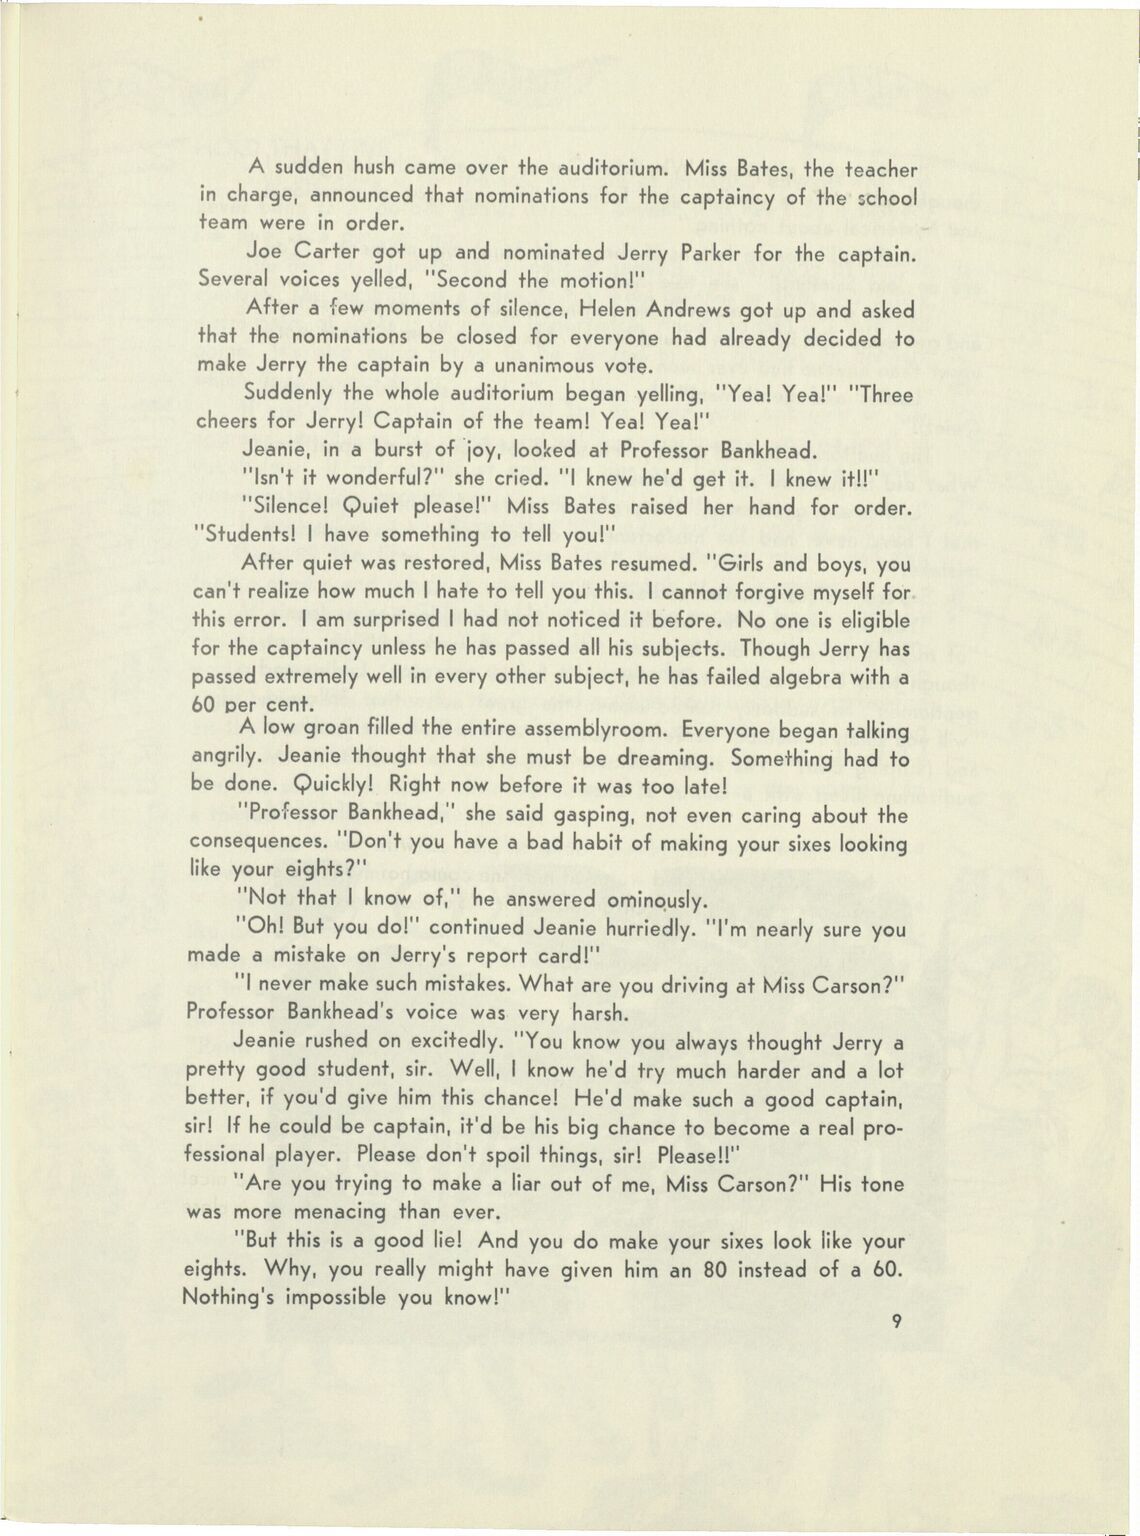 A sudden hush came over the auditorium. Miss Bates, the teacher
in charge, announced that nominations for the captaincy of the school
team were in order.
Joe Carter got up and nominated Jerry Parker for the captain.
Several voices yelled, "Second the motion!"
After a few moments of silence, Helen Andrews got up and asked
that the nominations be closed for everyone had already decided to
make Jerry the captain by a unanimous vote.
Suddenly the whole auditorium began yelling, "Yea! Yea!" "Three
cheers for Jerry! Captain of the team! Yea! Yea!"
Jeanie, in a burst of joy, looked at Professor Bankhead.
"Isn't it wonderful?" she cried. "I knew he'd get it. I knew it!!"
"Silence! Quiet please!" Miss Bates raised her hand for order.
"Students! I have something to tell you!"
After quiet was restored, Miss Bates resumed. "Girls and boys, you
can't realize how much I hate to tell you this. I cannot forgive myself for
this error. I am surprised I had not noticed it before. No one is eligible
for the captaincy unless he has passed all his subjects. Though Jerry has
passed extremely well in every other subject, he has failed algebra with a
60 per cent.
A low groan filled the entire assemblyroom. Everyone began talking
angrily. Jeanie thought that she must be dreaming. Something had to
be done. Quickly! Right now before it was too late!
"Professor Bankhead," she said gasping, not even caring about the
consequences. "Don't you have a bad habit of making your sixes looking
like your eights?"
"Not that I know of," he answered ominously.
"Oh! But you do!" continued Jeanie hurriedly. "I'm nearly sure you
made a mistake on Jerry's report card!"
"I never make such mistakes. What are you driving at Miss Carson?"
Professor Bankhead's voice was very harsh.
Jeanie rushed on excitedly. "You know you always thought Jerry a
pretty good student, sir. Well, I know he'd try much harder and a lot
better, if you'd give him this chance! He'd make such a good captain,
sir! If he could be captain, it'd be his big chance to become a real pro-
fessional player. Please don't spoil things, sir! Please!!"
"Are you trying to make a liar out of me, Miss Carson?" His tone
was more menacing than ever.
"But this is a good lie! And you do make your sixes look like your
eights. Why, you really might have given him an 80 instead of a 60.
Nothing's impossible you know!"
9